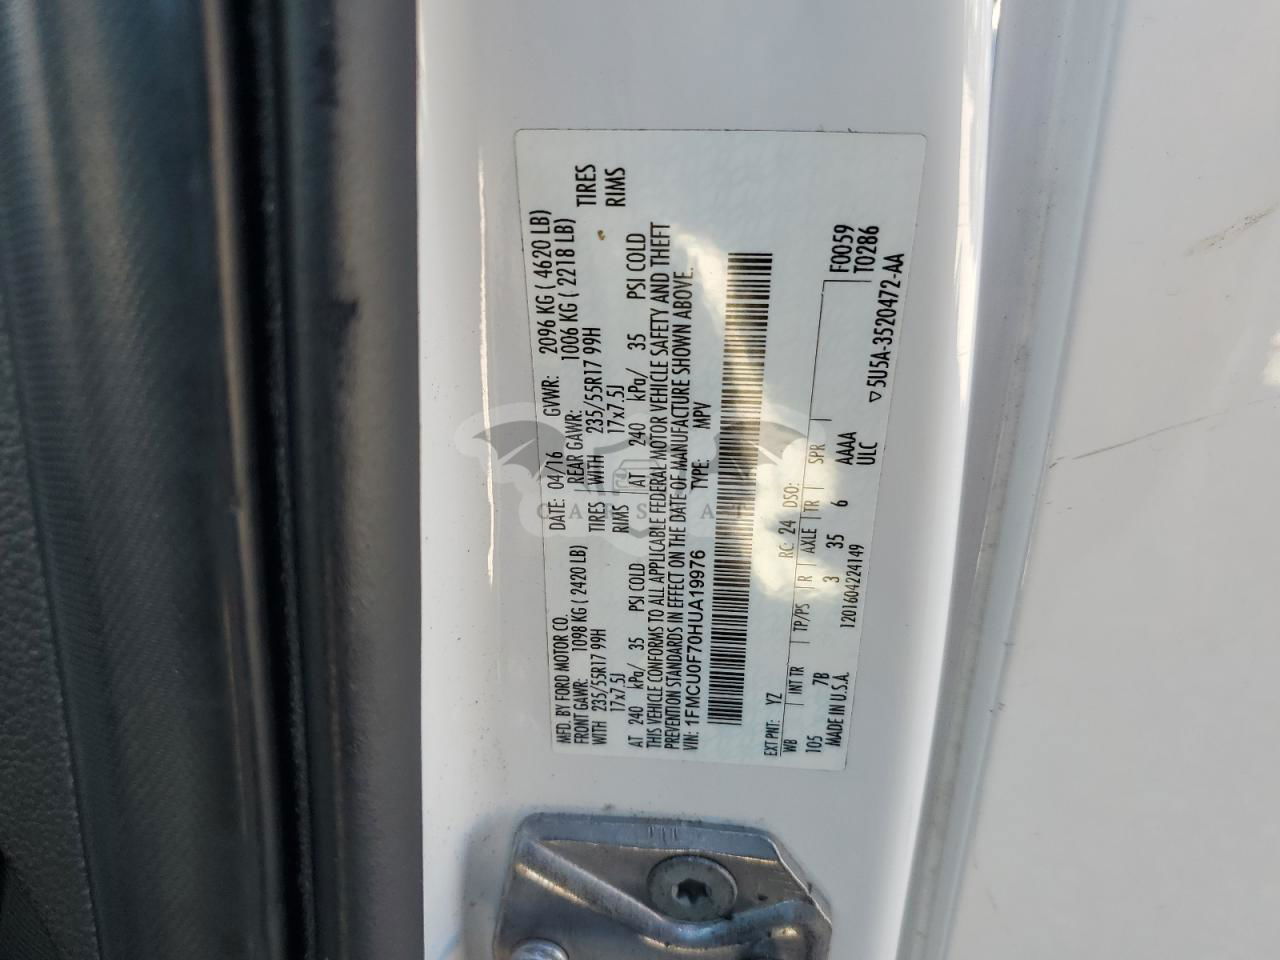 MFD. BY FORD MOTOR CO. DATE: 04/16 GVWR: 2096 KG ( 4620 LB)
FRONT GAWR: 1098 KG ( 2420 LB) REAR GAWR: 1006 KG ( 2218 LB)
WITH 235/55R17 99H TIRES WITH 235/55R17 99H TIRES
17x7.5J RIMS 17x7.5J RIMS
AT 240 kPa/ 35 PSI COLD AT 240 kPa/ 35 PSI COLD
THIS VEHICLE CONFORMS TO ALL APPLICABLE FEDERAL MOTOR VEHICLE SAFETY AND THEFT
PREVENTION STANDARDS IN EFFECT ON THE DATE OF MANUFACTURE SHOWN ABOVE.
VIN: 1FMCU0F70HUA19976 TYPE: MPV
EXT PNT: YZ RC: 24 DSO: F0059
WB INT TR TP/PS R AXLE TR SPR T0286
105 7B 3 35 6 AAAA
MADE IN U.S.A. 1201604224149 ULC ▽5U5A-3520472-AA